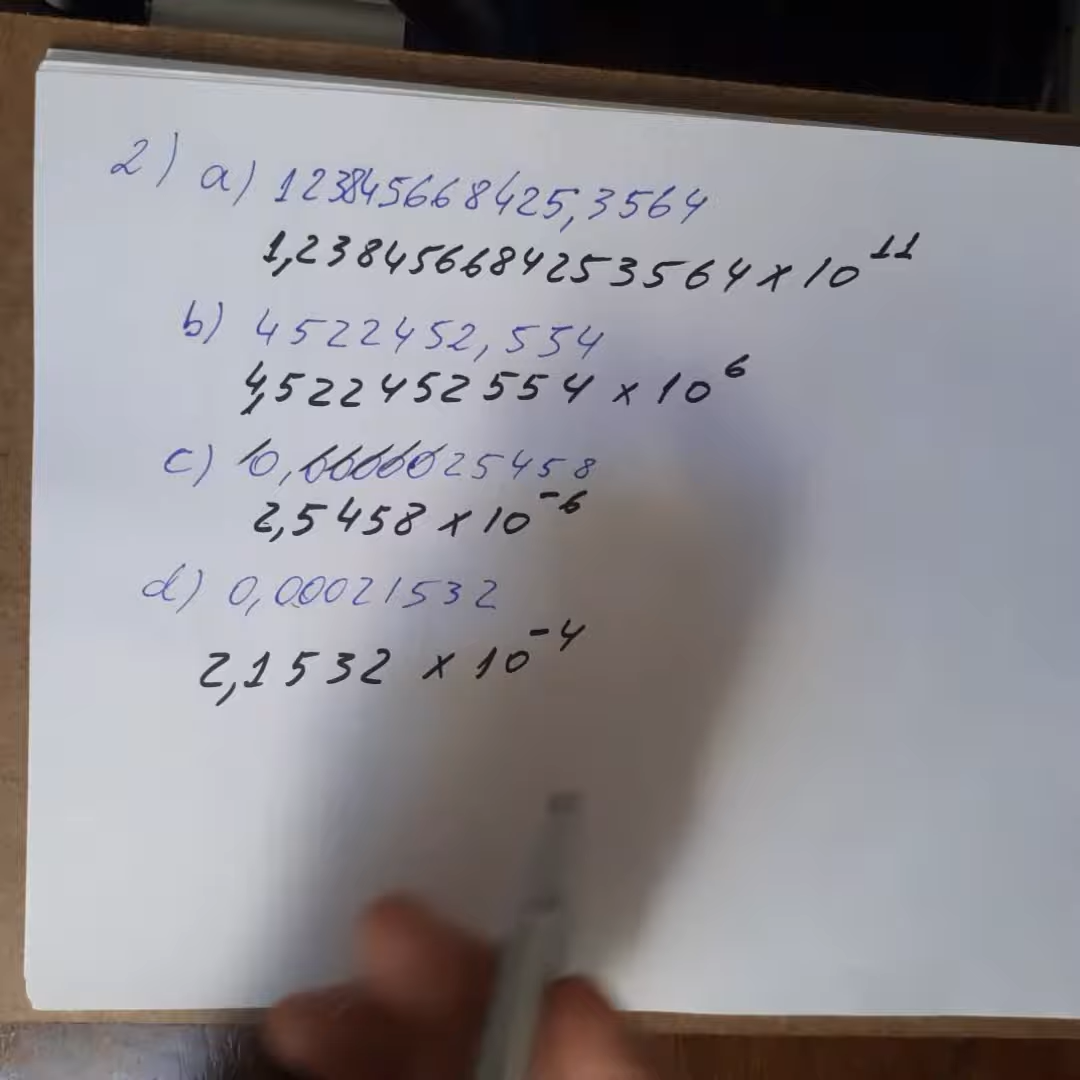 2) a) 123845668425,3564
1,238456684253564 x 10^11
b) 4522452,554
4,522452554 x 10^6
c) 0,0000025458
2,5458 x 10^-6
d) 0,00021532
2,1532 x 10^-4